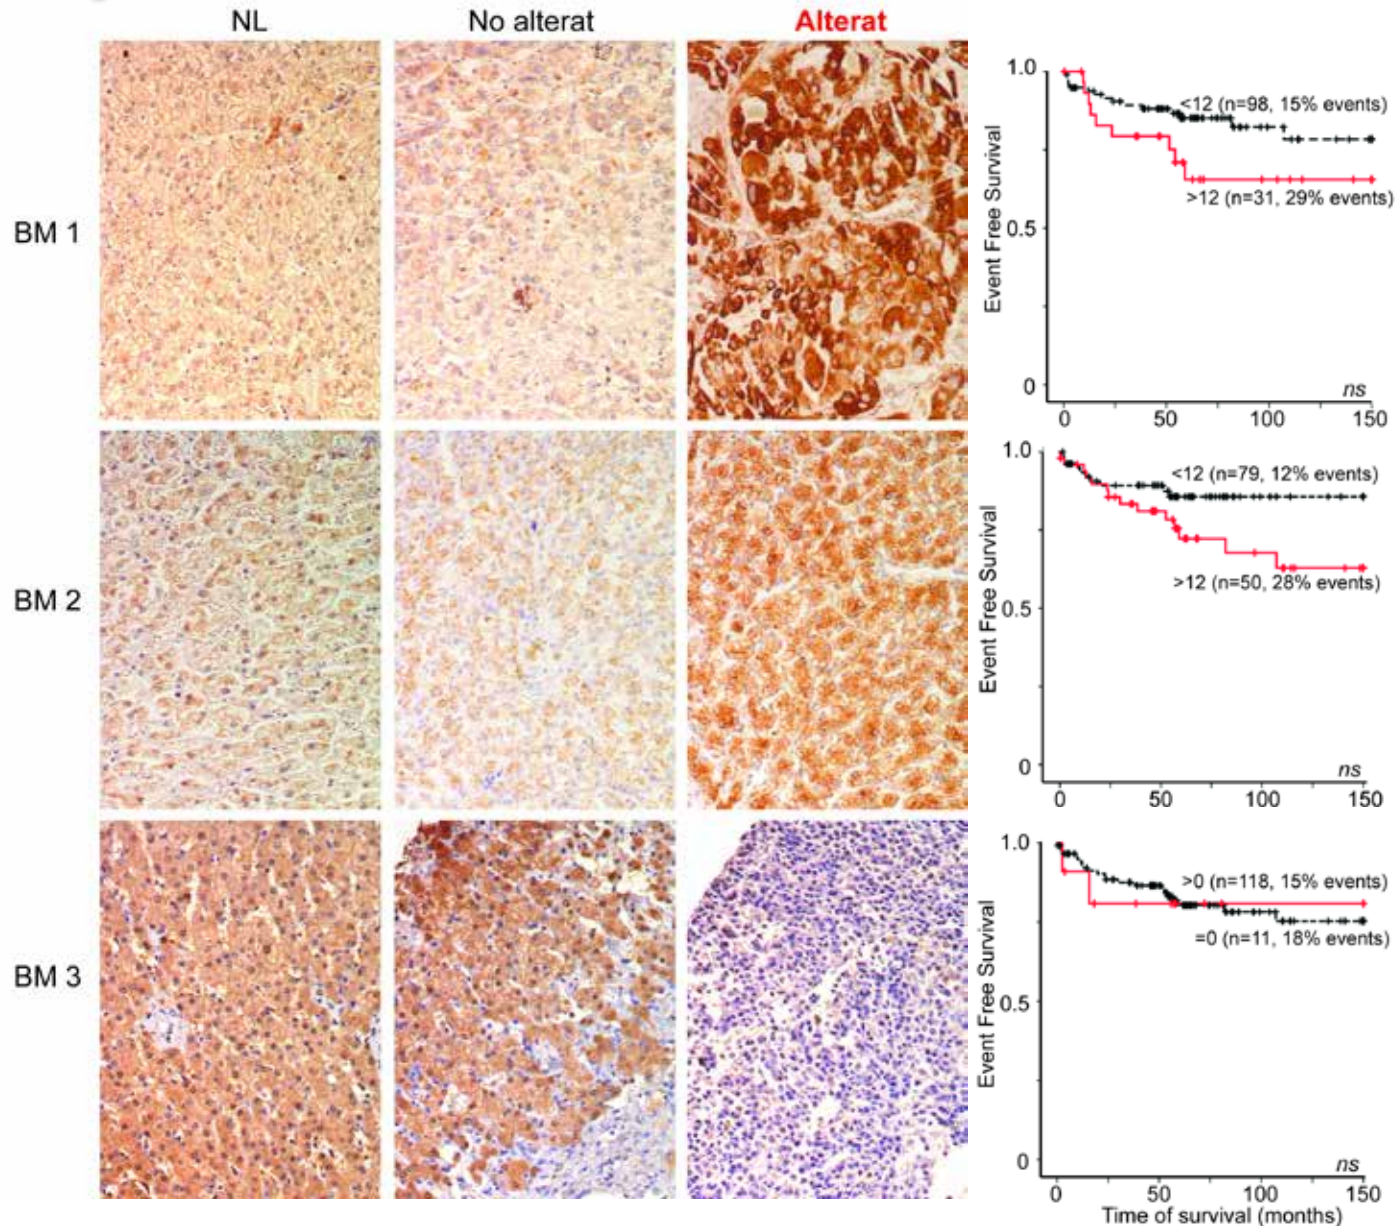 NL No alterat Alterat
BM 1
1.0
0.5
0
Event Free Survival
<12 (n=98, 15% events)
>12 (n=31, 29% events)
ns
0 50 100 150
BM 2
1.0
0.5
0
Event Free Survival
<12 (n=79, 12% events)
>12 (n=50, 28% events)
ns
0 50 100 150
BM 3
1.0
0.5
0
Event Free Survival
>0 (n=118, 15% events)
=0 (n=11, 18% events)
ns
0 50 100 150
Time of survival (months)